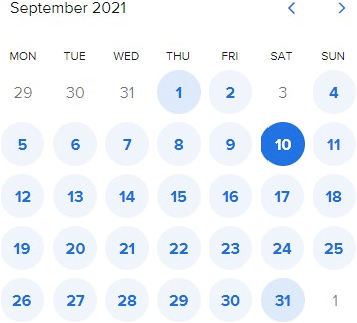 September 2021
MON TUE WED THU FRI SAT SUN
29 30 31 1 2 3 4
5 6 7 8 9 10 11
12 13 14 15 16 17 18
19 20 21 22 23 24 25
26 27 28 29 30 31 1